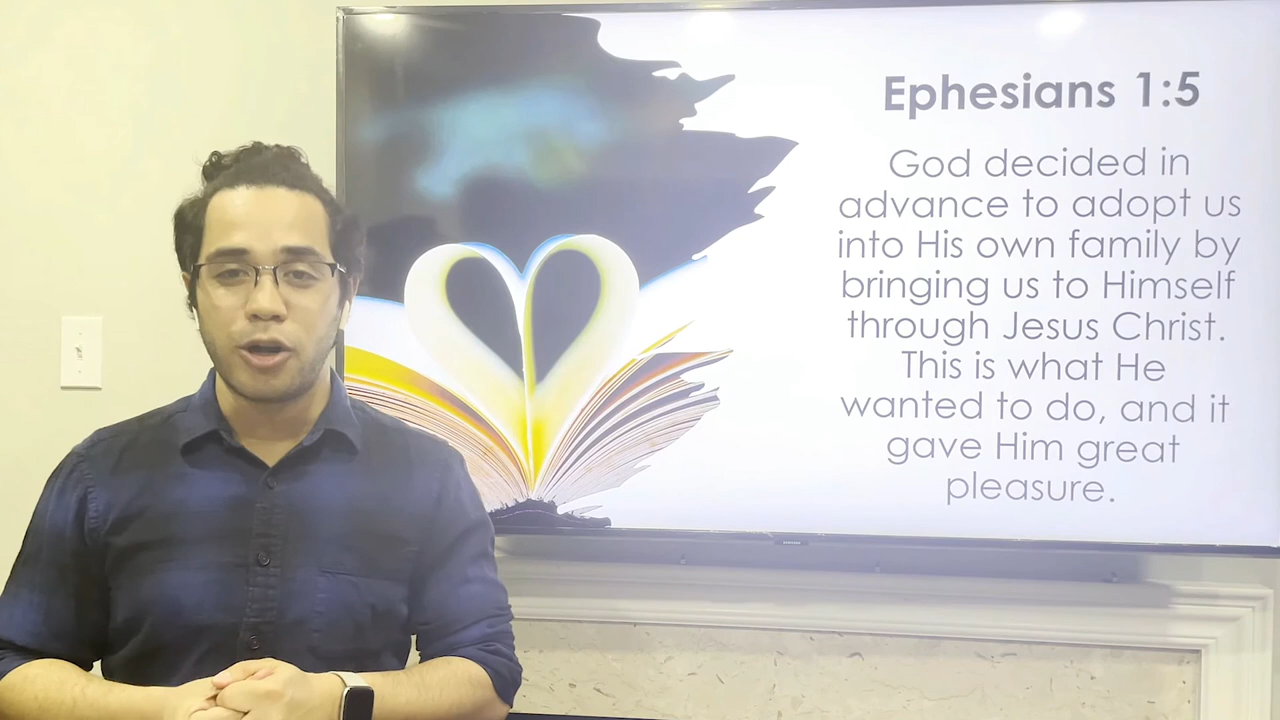 Ephesians 1:5
God decided in
advance to adopt us
into His own family by
bringing us to Himself
through Jesus Christ.
This is what He
wanted to do, and it
gave Him great
pleasure.